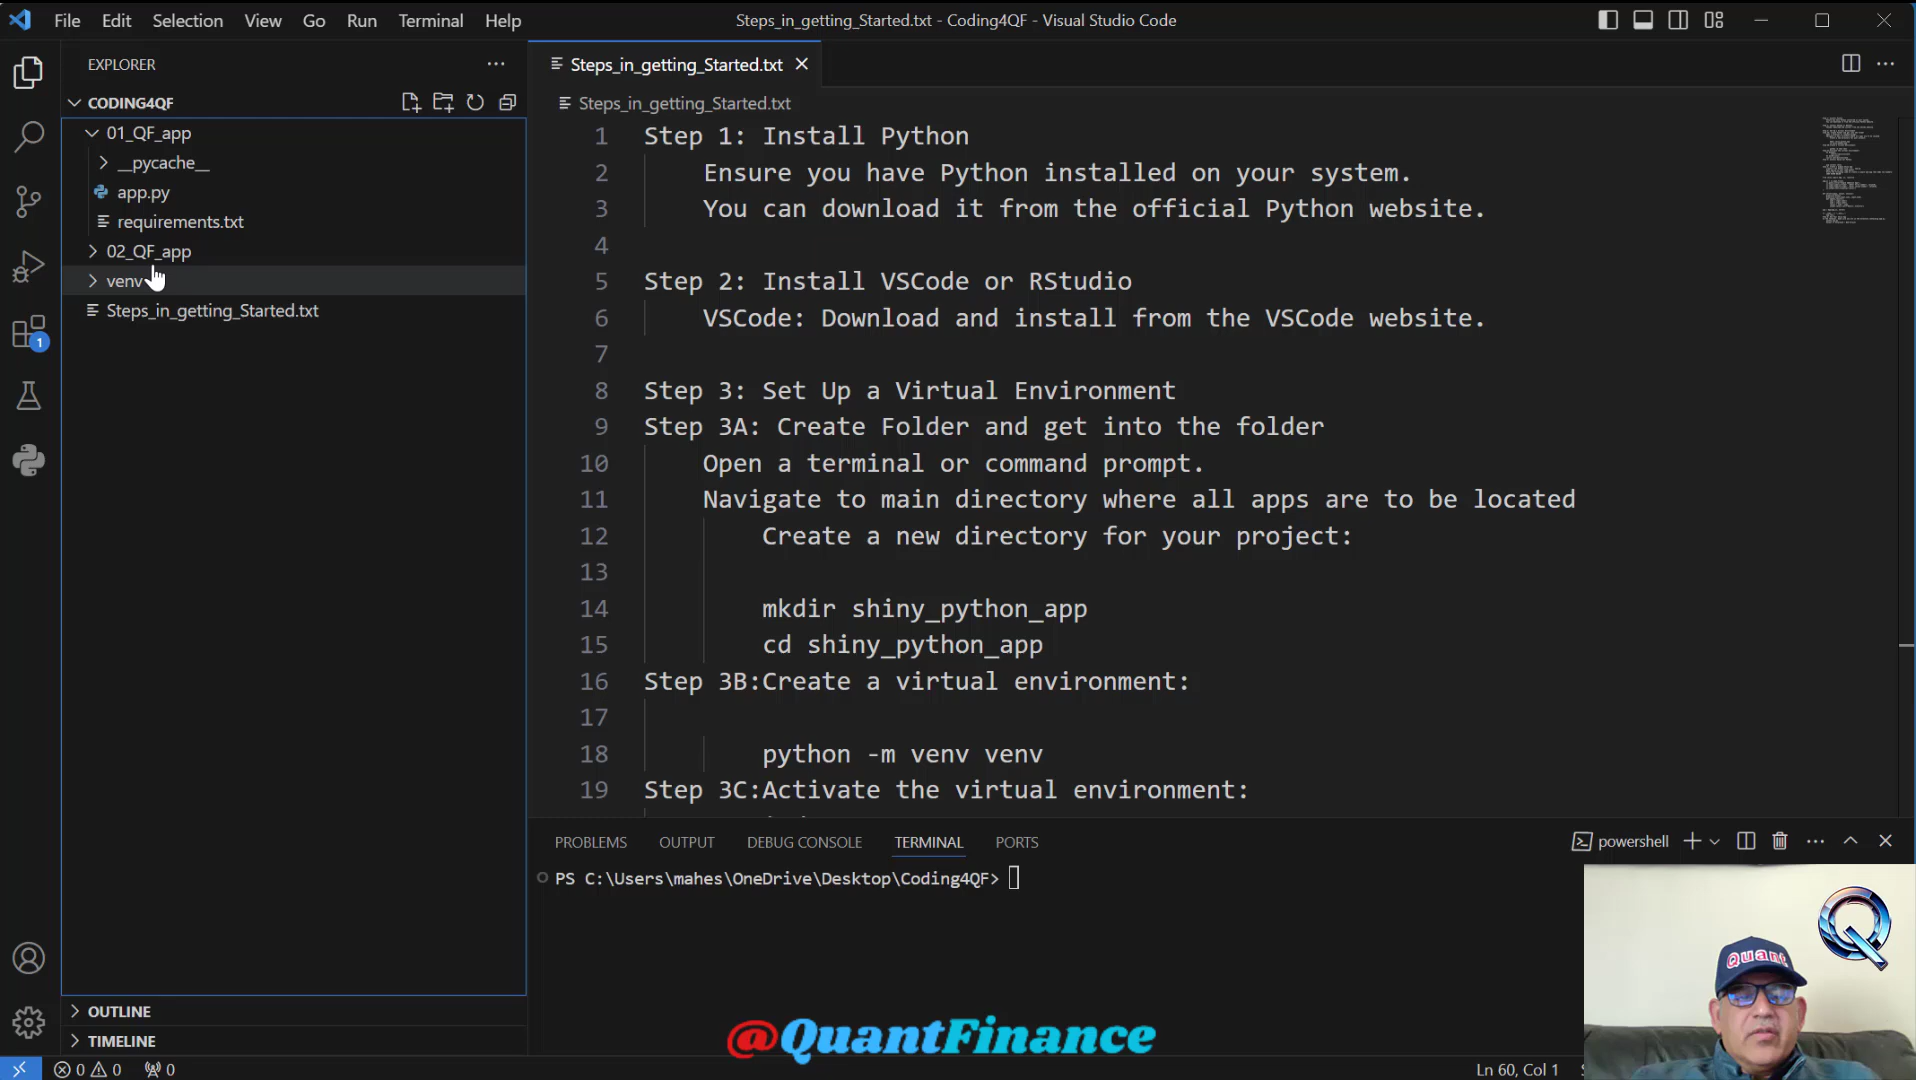 File Edit Selection View Go Run Terminal Help
Steps_in_getting_Started.txt - Coding4QF - Visual Studio Code
EXPLORER
CODING4QF
01_QF_app
__pycache__
app.py
requirements.txt
02_QF_app
venv
Steps_in_getting_Started.txt
OUTLINE
TIMELINE
1
Steps_in_getting_Started.txt
Steps_in_getting_Started.txt
1 Step 1: Install Python
2 Ensure you have Python installed on your system.
3 You can download it from the official Python website.
4
5 Step 2: Install VSCode or RStudio
6 VSCode: Download and install from the VSCode website.
7
8 Step 3: Set Up a Virtual Environment
9 Step 3A: Create Folder and get into the folder
10 Open a terminal or command prompt.
11 Navigate to main directory where all apps are to be located
12 Create a new directory for your project:
13
14 mkdir shiny_python_app
15 cd shiny_python_app
16 Step 3B:Create a virtual environment:
17
18 python -m venv venv
19 Step 3C:Activate the virtual environment:
PROBLEMS OUTPUT DEBUG CONSOLE TERMINAL PORTS
powershell
PS C:\Users\mahes\OneDrive\Desktop\Coding4QF>
Quant
@QuantFinance
0 0 0
Ln 60, Col 1